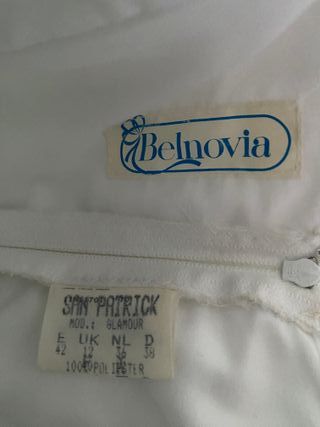 Belnovia
SAN PATRICK
MOD.: GLAMOUR
E UK NL D
42 12 36 38
100% POLIESTER